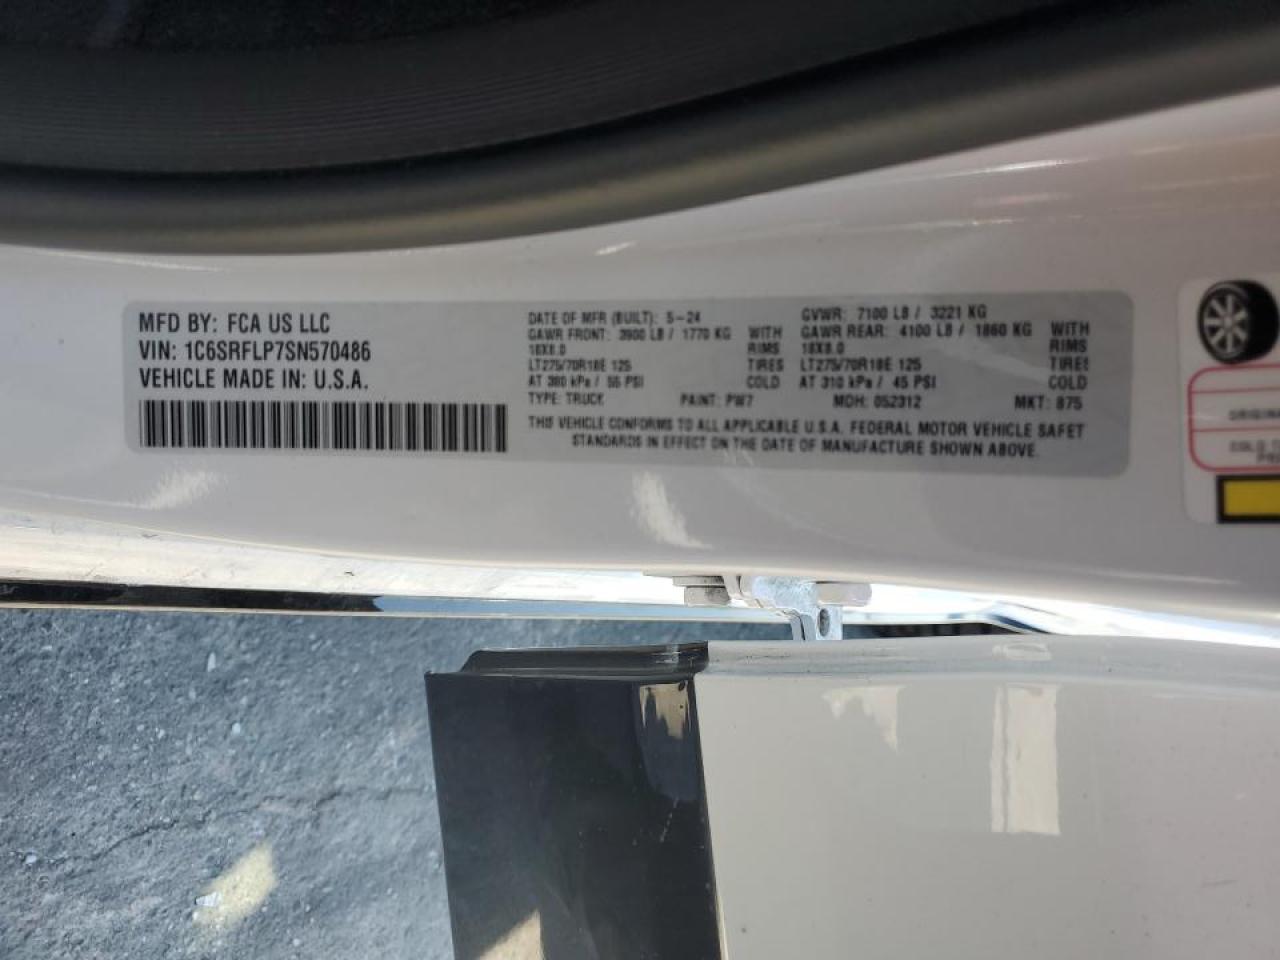 MFD BY: FCA US LLC
VIN: 1C6SRFLP7SN570486
VEHICLE MADE IN: U.S.A.
DATE OF MFR (BUILT): 5-24
GAWR FRONT: 3900 LB / 1770 KG WITH
18X8.0 RIMS
LT275/70R18E 125 TIRES
AT 380 kPa / 55 PSI COLD
TYPE: TRUCK PAINT: PW7
GVWR: 7100 LB / 3221 KG
GAWR REAR: 4100 LB / 1860 KG WITH
18X8.0 RIMS
LT275/70R18E 125 TIRES
AT 310 kPa / 45 PSI COLD
MDH: 052312 MKT: 875
THIS VEHICLE CONFORMS TO ALL APPLICABLE U.S.A. FEDERAL MOTOR VEHICLE SAFET
STANDARDS IN EFFECT ON THE DATE OF MANUFACTURE SHOWN ABOVE.